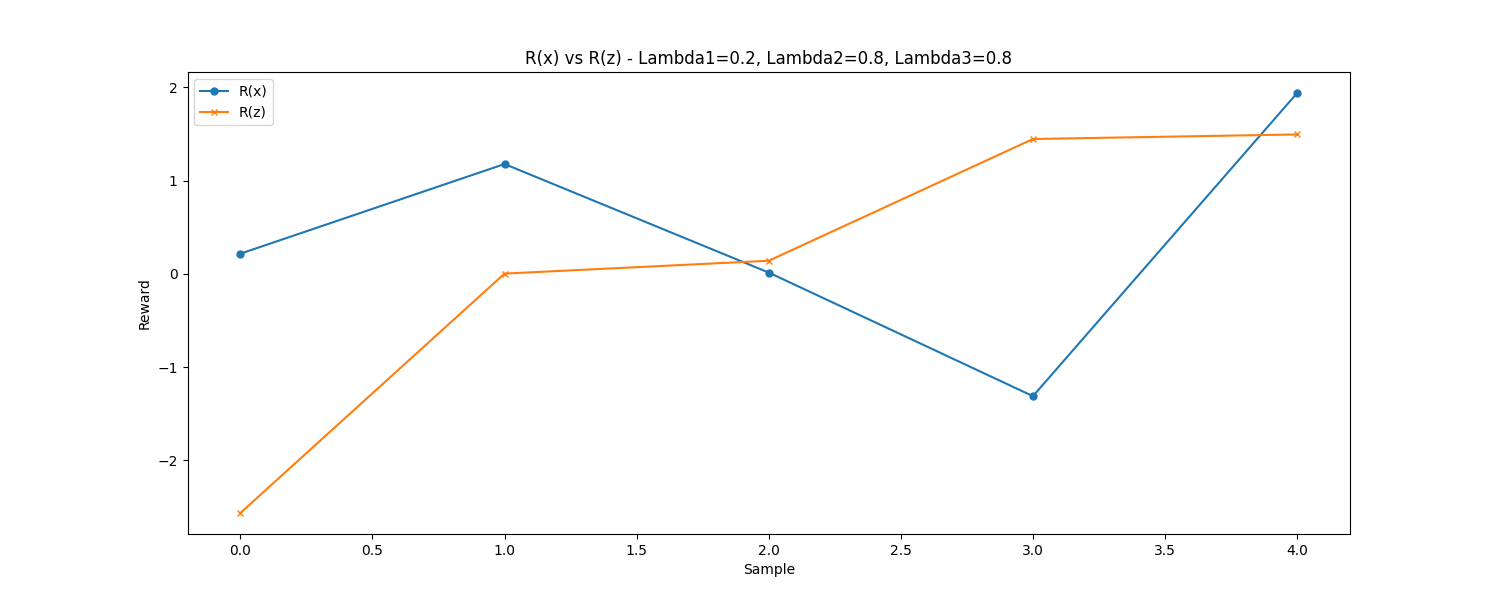 R(x) vs R(z) - Lambda1=0.2, Lambda2=0.8, Lambda3=0.8
R(x)
R(z)
2
1
0
−1
−2
Reward
0.0 0.5 1.0 1.5 2.0 2.5 3.0 3.5 4.0
Sample